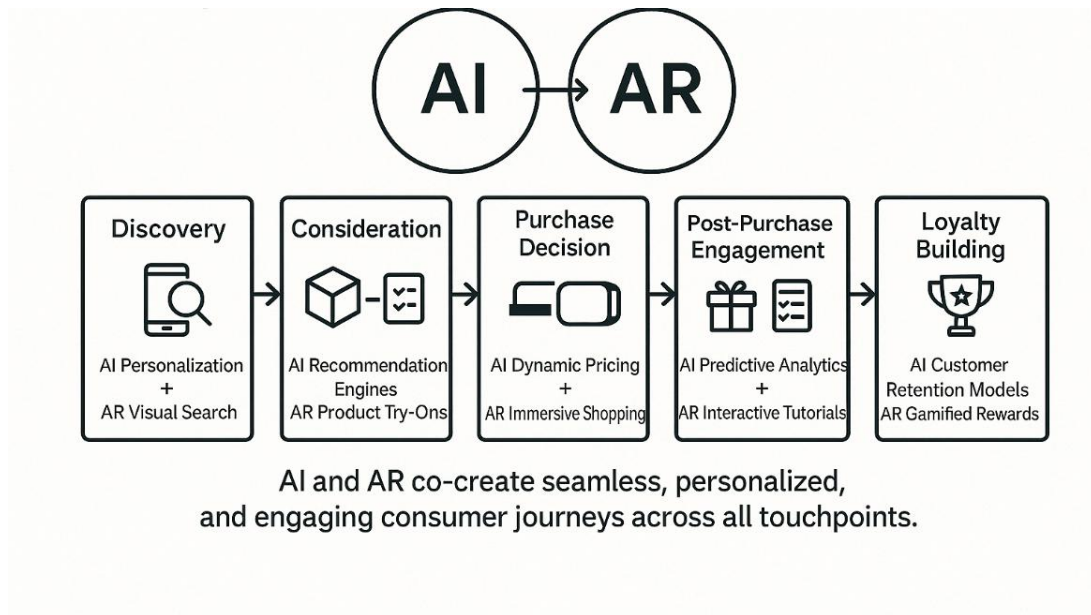 AI
AR
Discovery
AI Personalization
+
AR Visual Search
Consideration
AI Recommendation
Engines
AR Product Try-Ons
Purchase
Decision
AI Dynamic Pricing
+
AR Immersive Shopping
Post-Purchase
Engagement
AI Predictive Analytics
+
AR Interactive Tutorials
Loyalty
Building
AI Customer
Retention Models
AR Gamified Rewards
AI and AR co-create seamless, personalized,
and engaging consumer journeys across all touchpoints.